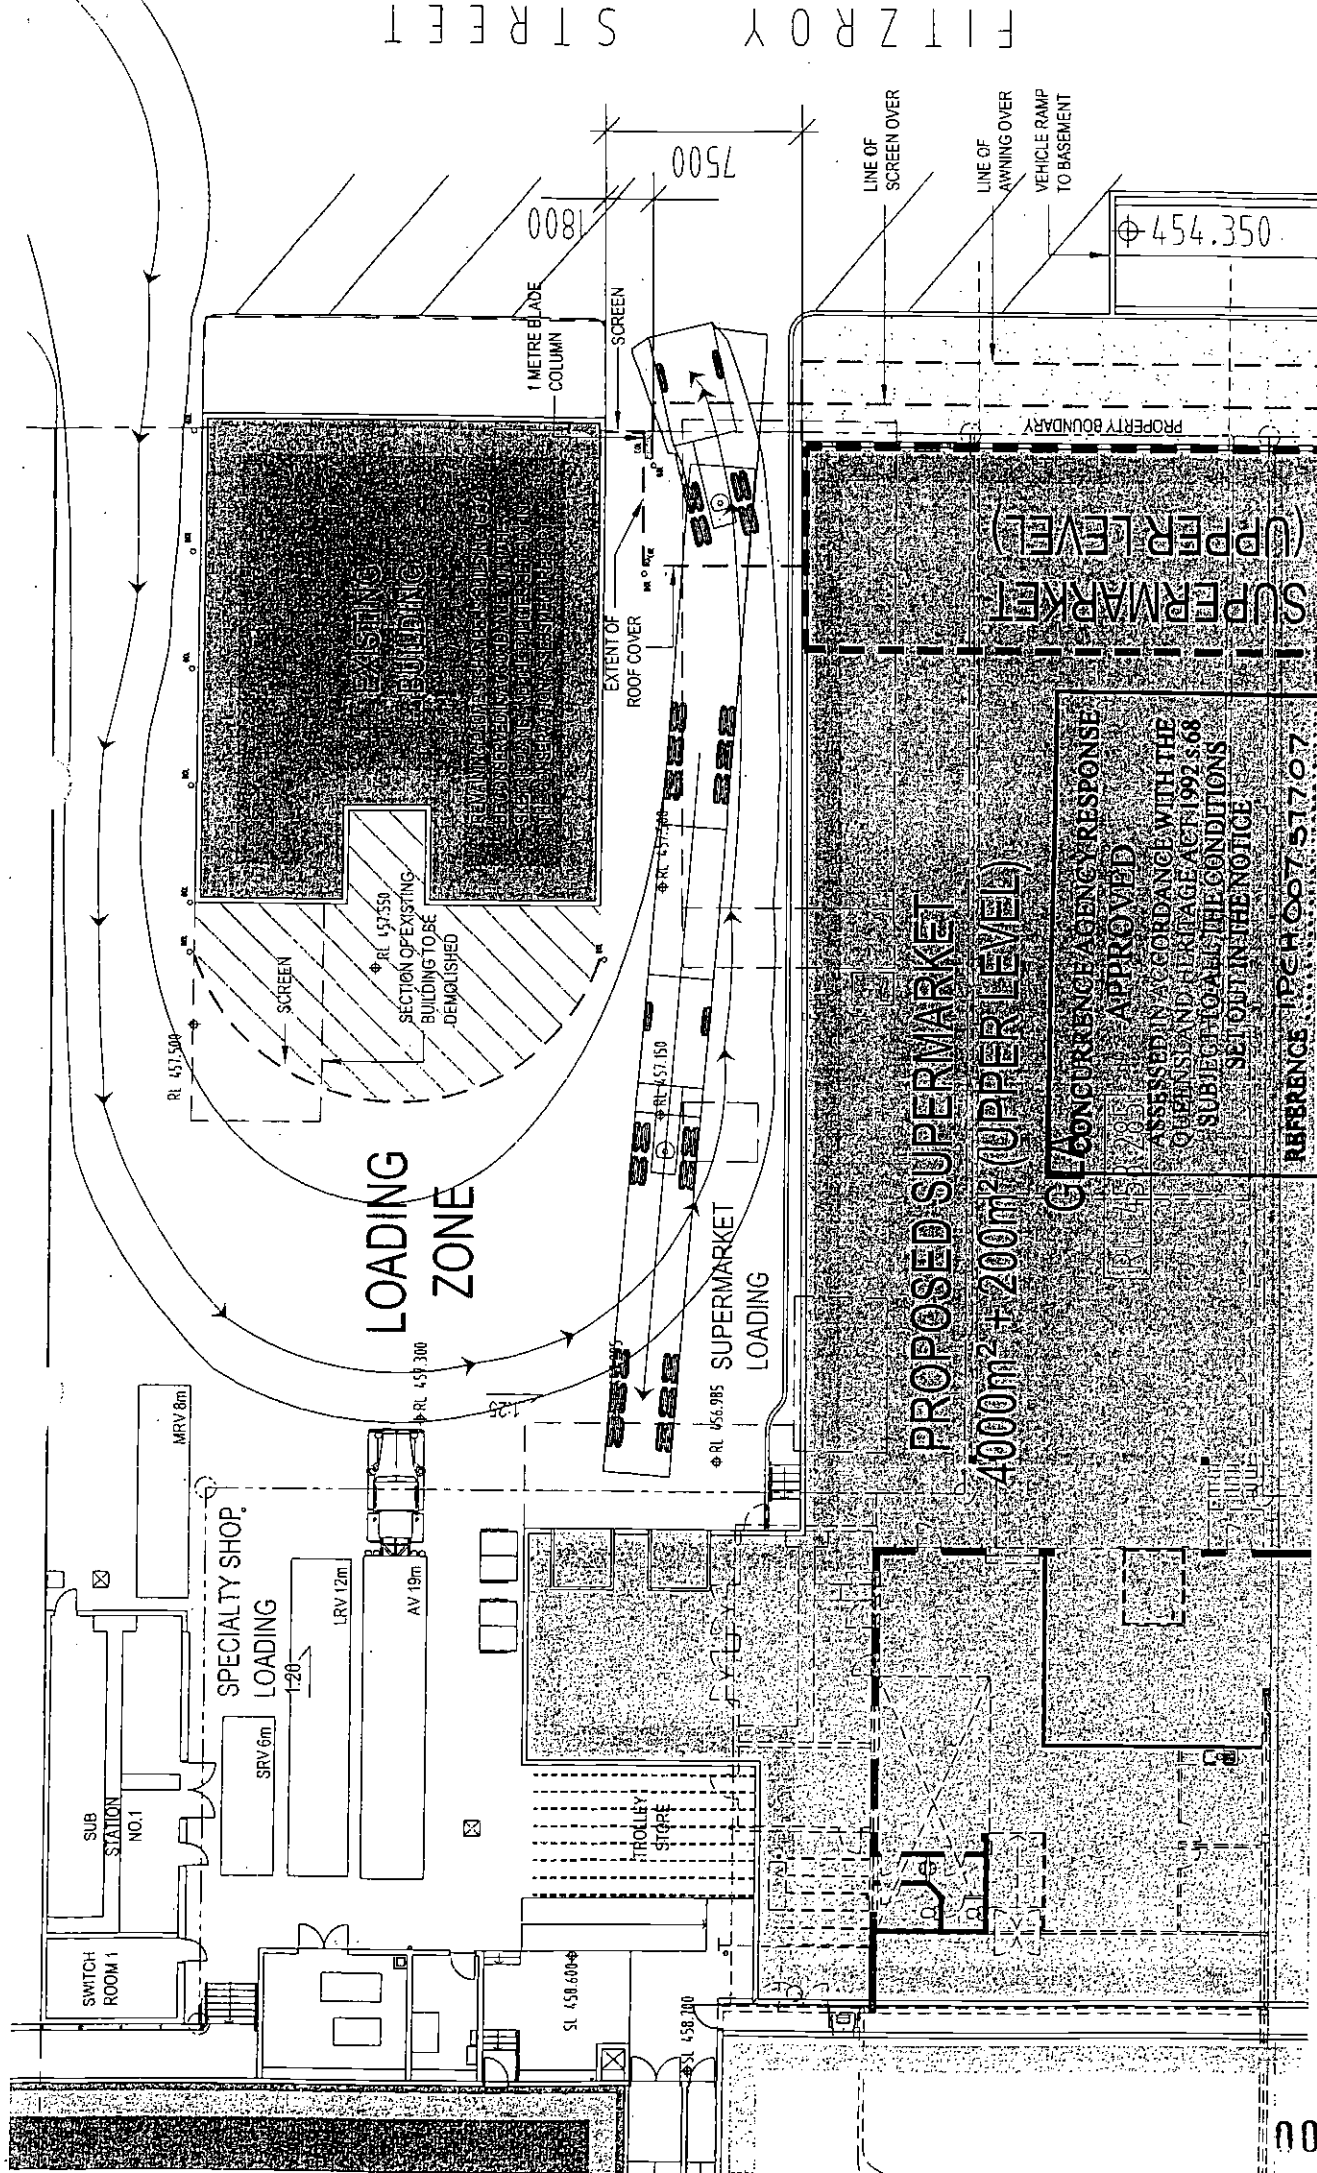 FITZROY STREET
7500
1800
LINE OF
SCREEN OVER
LINE OF
AWNING OVER
VEHICLE RAMP
TO BASEMENT
454.350
1 METRE BLADE
COLUMN
SCREEN
PROPERTY BOUNDARY
EXISTING
BUILDING
EXTENT OF
ROOF COVER
SUPERMARKET
(UPPER LEVEL)
SCREEN
RL 457.550
SECTION OF EXISTING
BUILDING TO BE
DEMOLISHED
RL 457.500
RL 457.150
LOADING
ZONE
SUPERMARKET
LOADING
RL 456.985
RL 457.300
1:25
PROPOSED SUPERMARKET
4000m² + 200m² (UPPER LEVEL)
GLA
CONCURRENCE AGENCY RESPONSE
APPROVED
ASSESSED IN ACCORDANCE WITH THE
QUEENSLAND HERITAGE ACT 1992 s.68
SUBJECT TO ALL THE CONDITIONS
SET OUT IN THE NOTICE
REFERENCE
MRV 8m
SPECIALTY SHOP
LOADING
1:20
LRV 12m
AV 19m
SRV 6m
SUB
STATION
NO.1
SWITCH
ROOM 1
TROLLEY
STORE
SL 458.600
SL 458.700
00